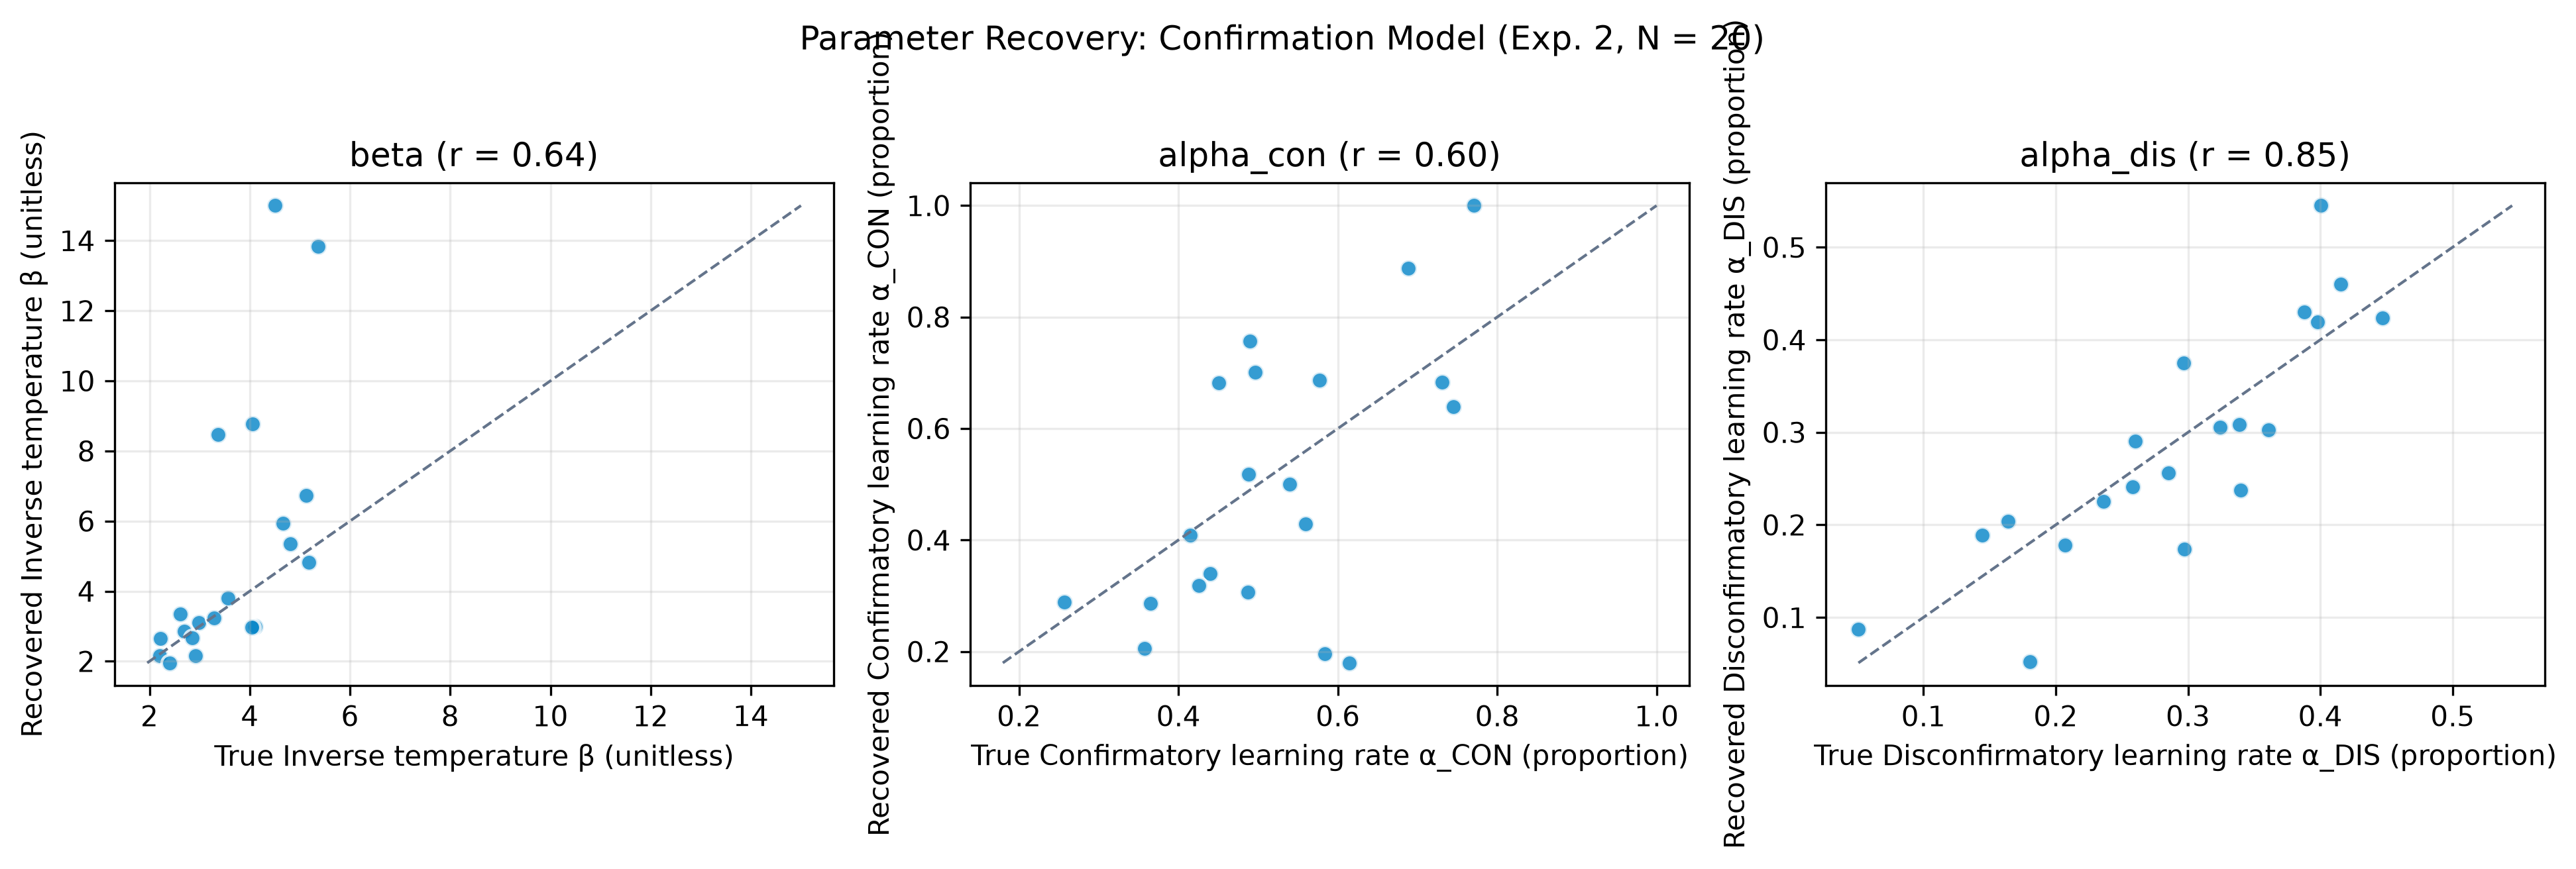 Parameter Recovery: Confirmation Model (Exp. 2, N = 20)
beta (r = 0.64)
Recovered Inverse temperature β (unitless)
14
12
10
8
6
4
2
2 4 6 8 10 12 14
True Inverse temperature β (unitless)
alpha_con (r = 0.60)
Recovered Confirmatory learning rate α_CON (proportion)
1.0
0.8
0.6
0.4
0.2
0.2 0.4 0.6 0.8 1.0
True Confirmatory learning rate α_CON (proportion)
alpha_dis (r = 0.85)
Recovered Disconfirmatory learning rate α_DIS (proportion)
0.5
0.4
0.3
0.2
0.1
0.1 0.2 0.3 0.4 0.5
True Disconfirmatory learning rate α_DIS (proportion)